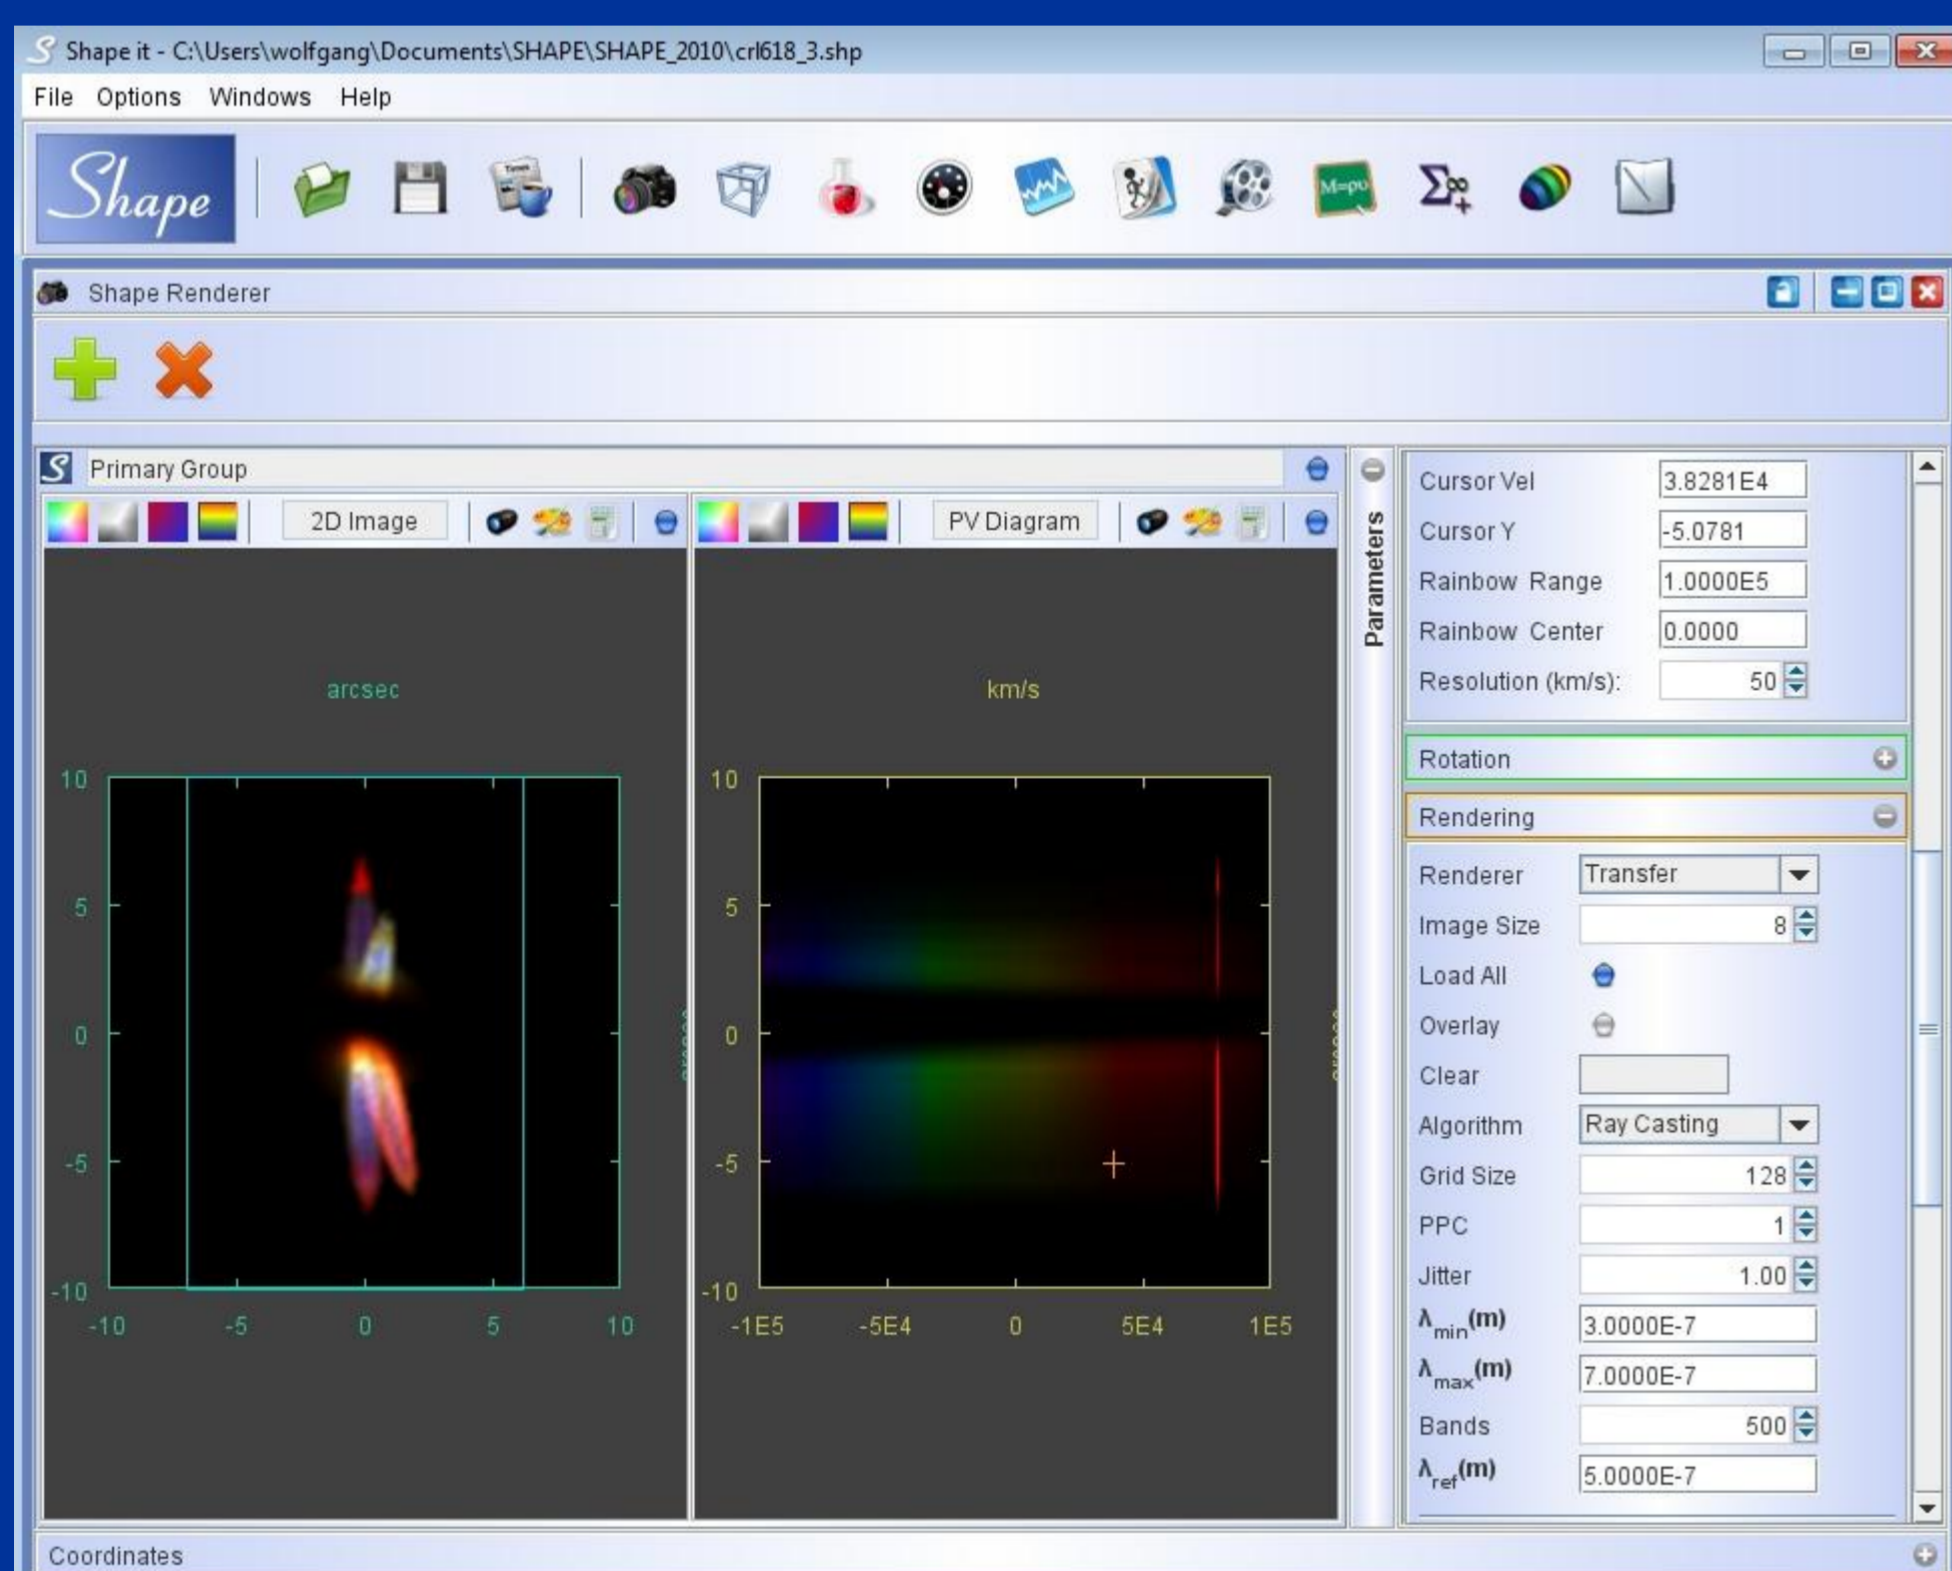 Shape it - C:\Users\wolfgang\Documents\SHAPE\SHAPE_2010\crl618_3.shp
File Options Windows Help
Shape
Times
M=ρυ
Σ∞+
Shape Renderer
S Primary Group
2D Image
PV Diagram
Parameters
arcsec
10
5
0
-5
-10
-10 -5 0 5 10
arcsec
km/s
10
5
0
-5
-10
-1E5 -5E4 0 5E4 1E5
arcsec
Cursor Vel 3.8281E4
Cursor Y -5.0781
Rainbow Range 1.0000E5
Rainbow Center 0.0000
Resolution (km/s): 50
Rotation
Rendering
Renderer Transfer
Image Size 8
Load All
Overlay
Clear
Algorithm Ray Casting
Grid Size 128
PPC 1
Jitter 1.00
λmin(m) 3.0000E-7
λmax(m) 7.0000E-7
Bands 500
λref(m) 5.0000E-7
Coordinates